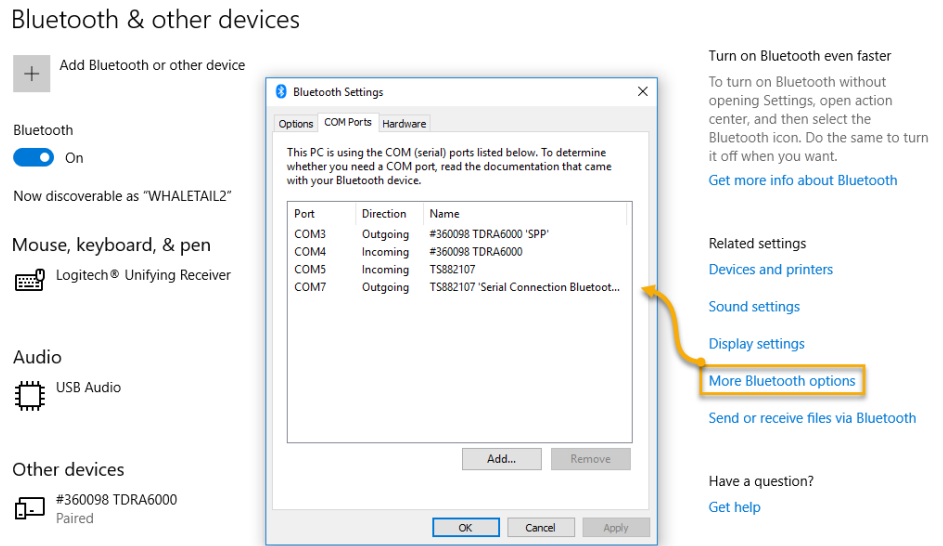 Bluetooth & other devices
Add Bluetooth or other device
Bluetooth
On
Now discoverable as “WHALETAIL2”
Mouse, keyboard, & pen
Logitech® Unifying Receiver
Audio
USB Audio
Other devices
#360098 TDRA6000
Paired
Bluetooth Settings
Options COM Ports Hardware
This PC is using the COM (serial) ports listed below. To determine
whether you need a COM port, read the documentation that came
with your Bluetooth device.
Port Direction Name
COM3 Outgoing #360098 TDRA6000 'SPP'
COM4 Incoming #360098 TDRA6000
COM5 Incoming TS882107
COM7 Outgoing TS882107 'Serial Connection Bluetoot...
Add... Remove
OK Cancel Apply
Turn on Bluetooth even faster
To turn on Bluetooth without
opening Settings, open action
center, and then select the
Bluetooth icon. Do the same to turn
it off when you want.
Get more info about Bluetooth
Related settings
Devices and printers
Sound settings
Display settings
More Bluetooth options
Send or receive files via Bluetooth
Have a question?
Get help